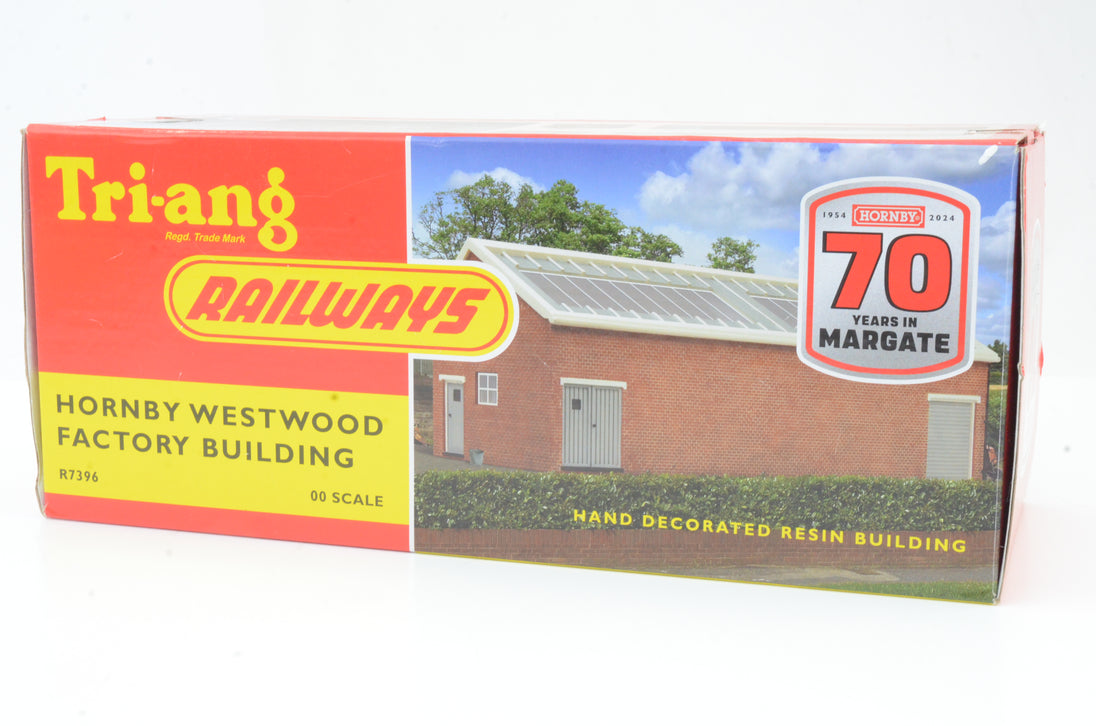 Tri-ang
Regd. Trade Mark
RAILWAYS
HORNBY WESTWOOD
FACTORY BUILDING
R7396
00 SCALE
1954 HORNBY® 2024
70
YEARS IN
MARGATE
HAND DECORATED RESIN BUILDING